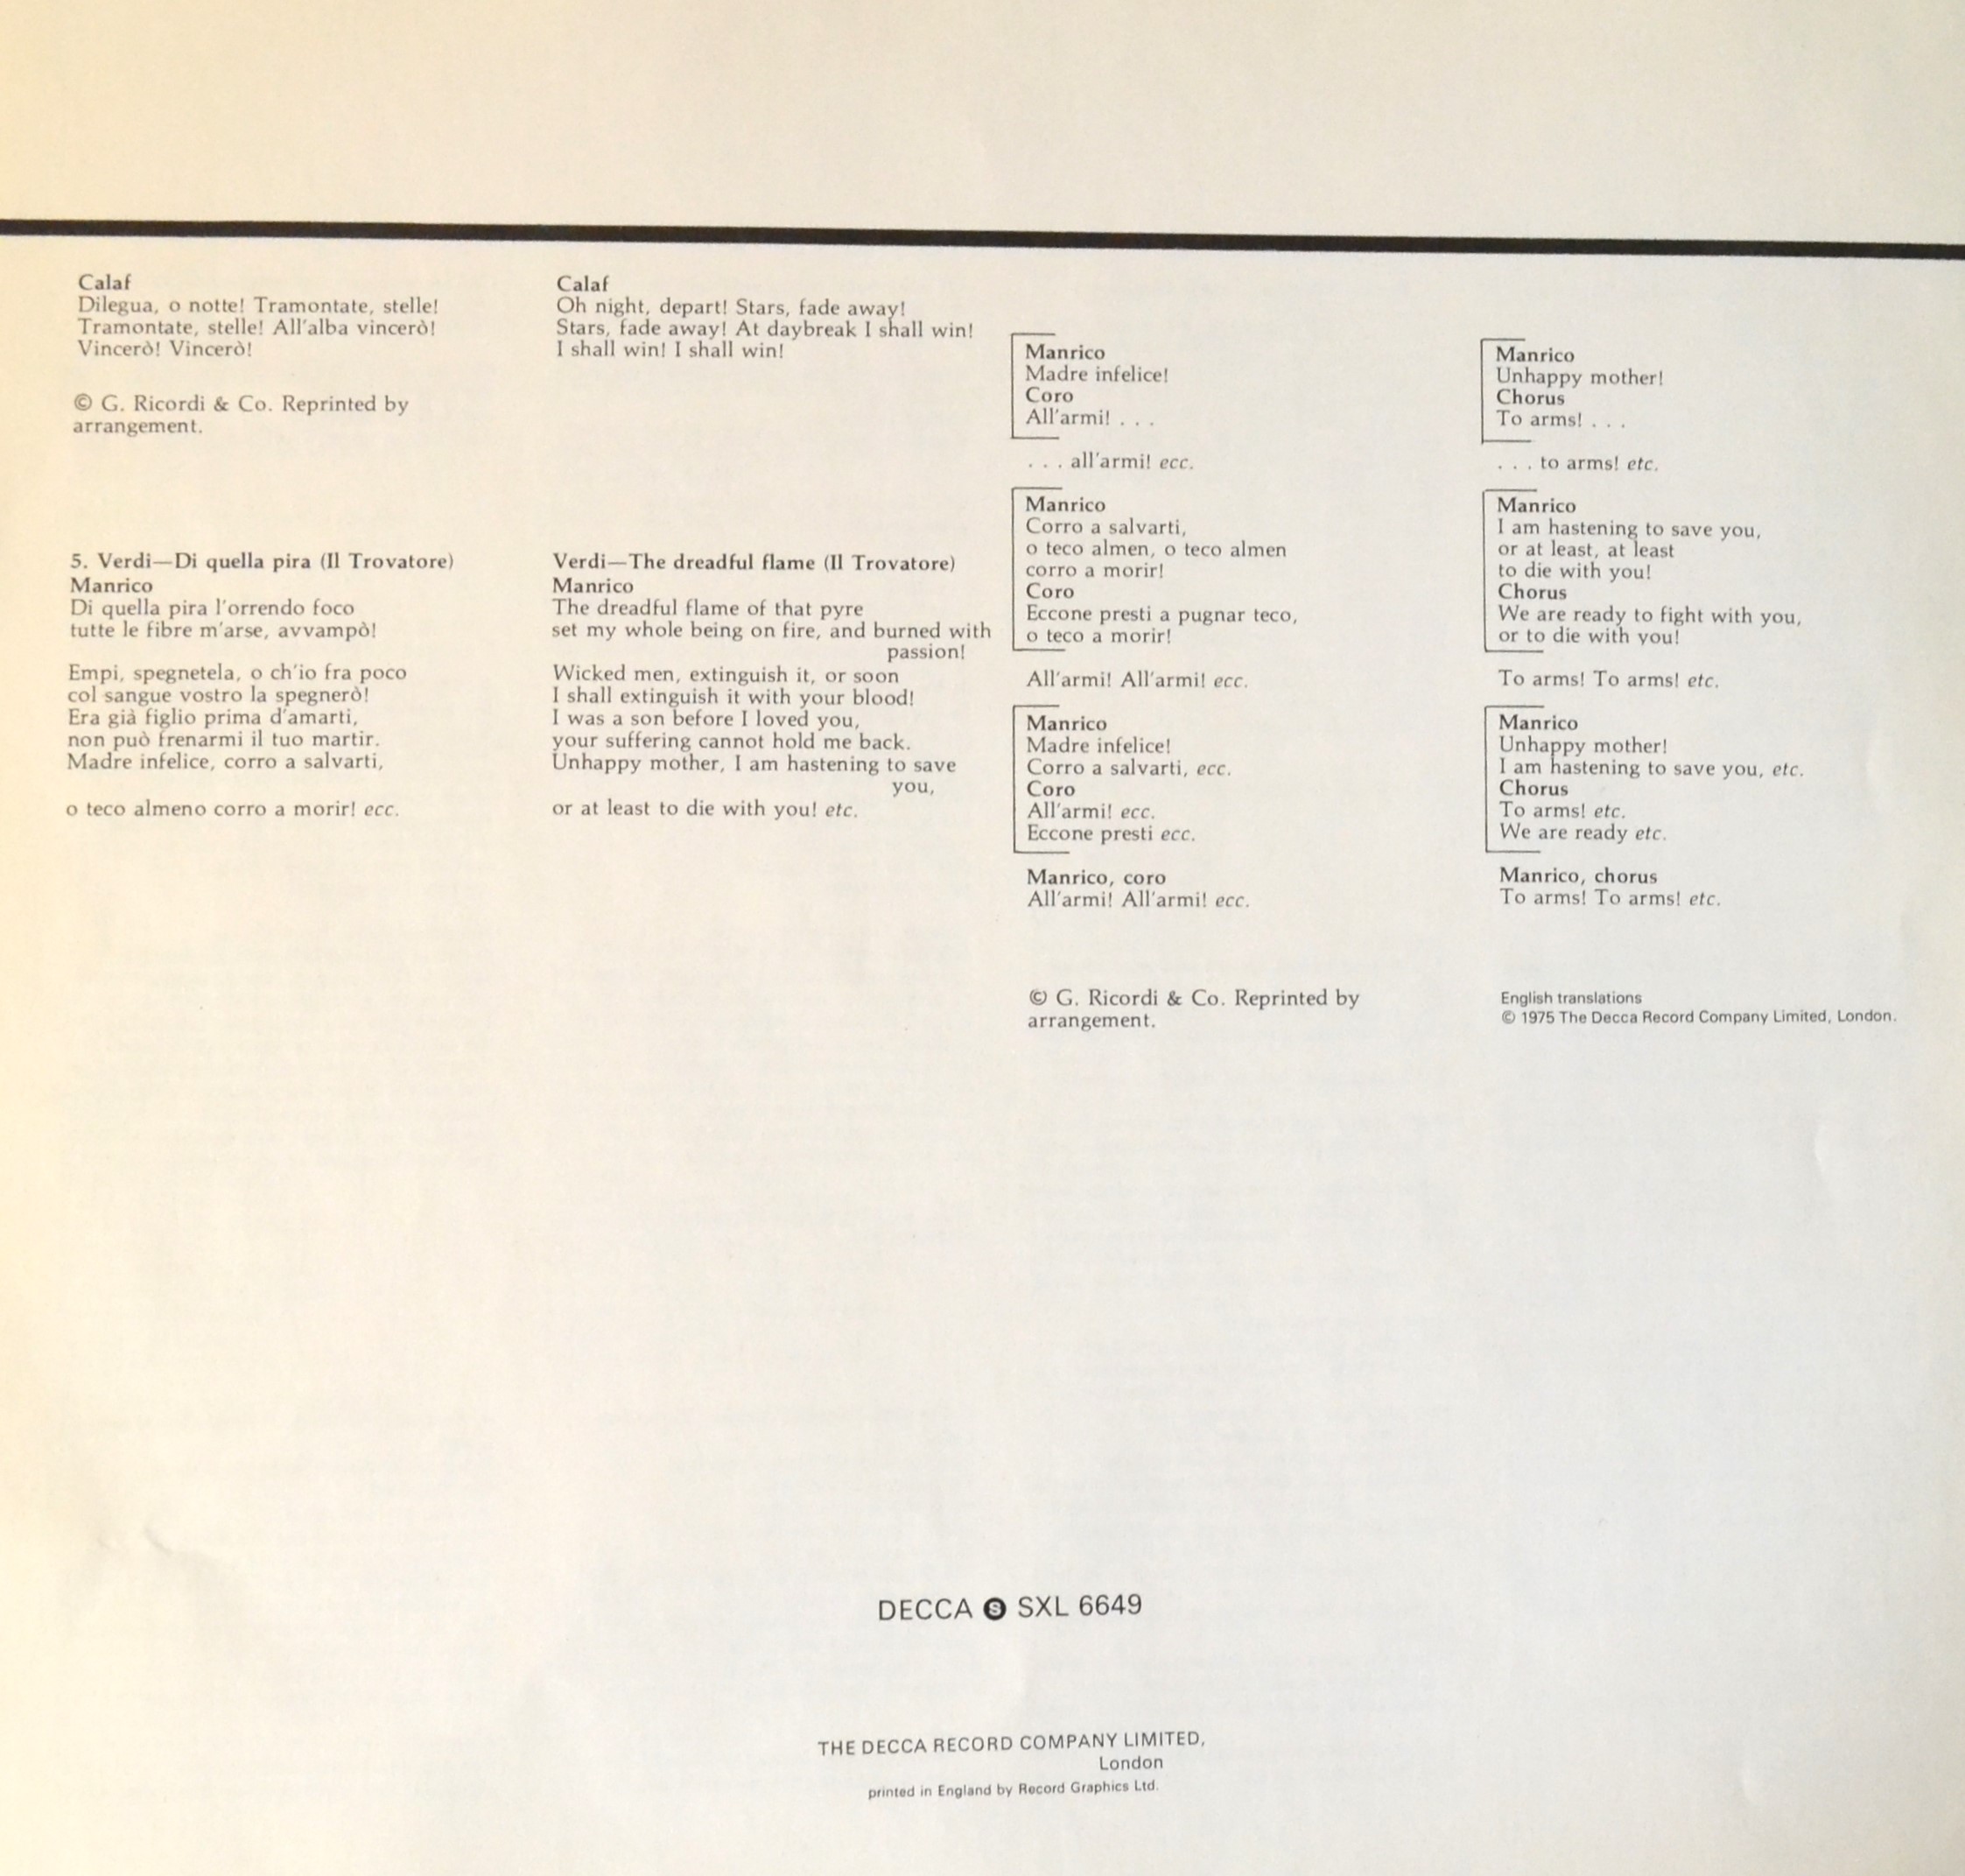 Calaf
Dilegua, o notte! Tramontate, stelle!
Tramontate, stelle! All'alba vincerò!
Vincerò! Vincerò!
© G. Ricordi & Co. Reprinted by
arrangement.
5. Verdi—Di quella pira (Il Trovatore)
Manrico
Di quella pira l'orrendo foco
tutte le fibre m'arse, avvampò!
Empi, spegnetela, o ch'io fra poco
col sangue vostro la spegnerò!
Era già figlio prima d'amarti,
non può frenarmi il tuo martir.
Madre infelice, corro a salvarti,
o teco almeno corro a morir! ecc.
Calaf
Oh night, depart! Stars, fade away!
Stars, fade away! At daybreak I shall win!
I shall win! I shall win!
Verdi—The dreadful flame (Il Trovatore)
Manrico
The dreadful flame of that pyre
set my whole being on fire, and burned with
passion!
Wicked men, extinguish it, or soon
I shall extinguish it with your blood!
I was a son before I loved you,
your suffering cannot hold me back.
Unhappy mother, I am hastening to save
you,
or at least to die with you! etc.
Manrico
Madre infelice!
Coro
All'armi! . . .
. . . all'armi! ecc.
Manrico
Corro a salvarti,
o teco almen, o teco almen
corro a morir!
Coro
Eccone presti a pugnar teco,
o teco a morir!
All'armi! All'armi! ecc.
Manrico
Madre infelice!
Corro a salvarti, ecc.
Coro
All'armi! ecc.
Eccone presti ecc.
Manrico, coro
All'armi! All'armi! ecc.
© G. Ricordi & Co. Reprinted by
arrangement.
Manrico
Unhappy mother!
Chorus
To arms! . . .
. . . to arms! etc.
Manrico
I am hastening to save you,
or at least, at least
to die with you!
Chorus
We are ready to fight with you,
or to die with you!
To arms! To arms! etc.
Manrico
Unhappy mother!
I am hastening to save you, etc.
Chorus
To arms! etc.
We are ready etc.
Manrico, chorus
To arms! To arms! etc.
English translations
© 1975 The Decca Record Company Limited, London.
DECCA S SXL 6649
THE DECCA RECORD COMPANY LIMITED,
London
printed in England by Record Graphics Ltd.